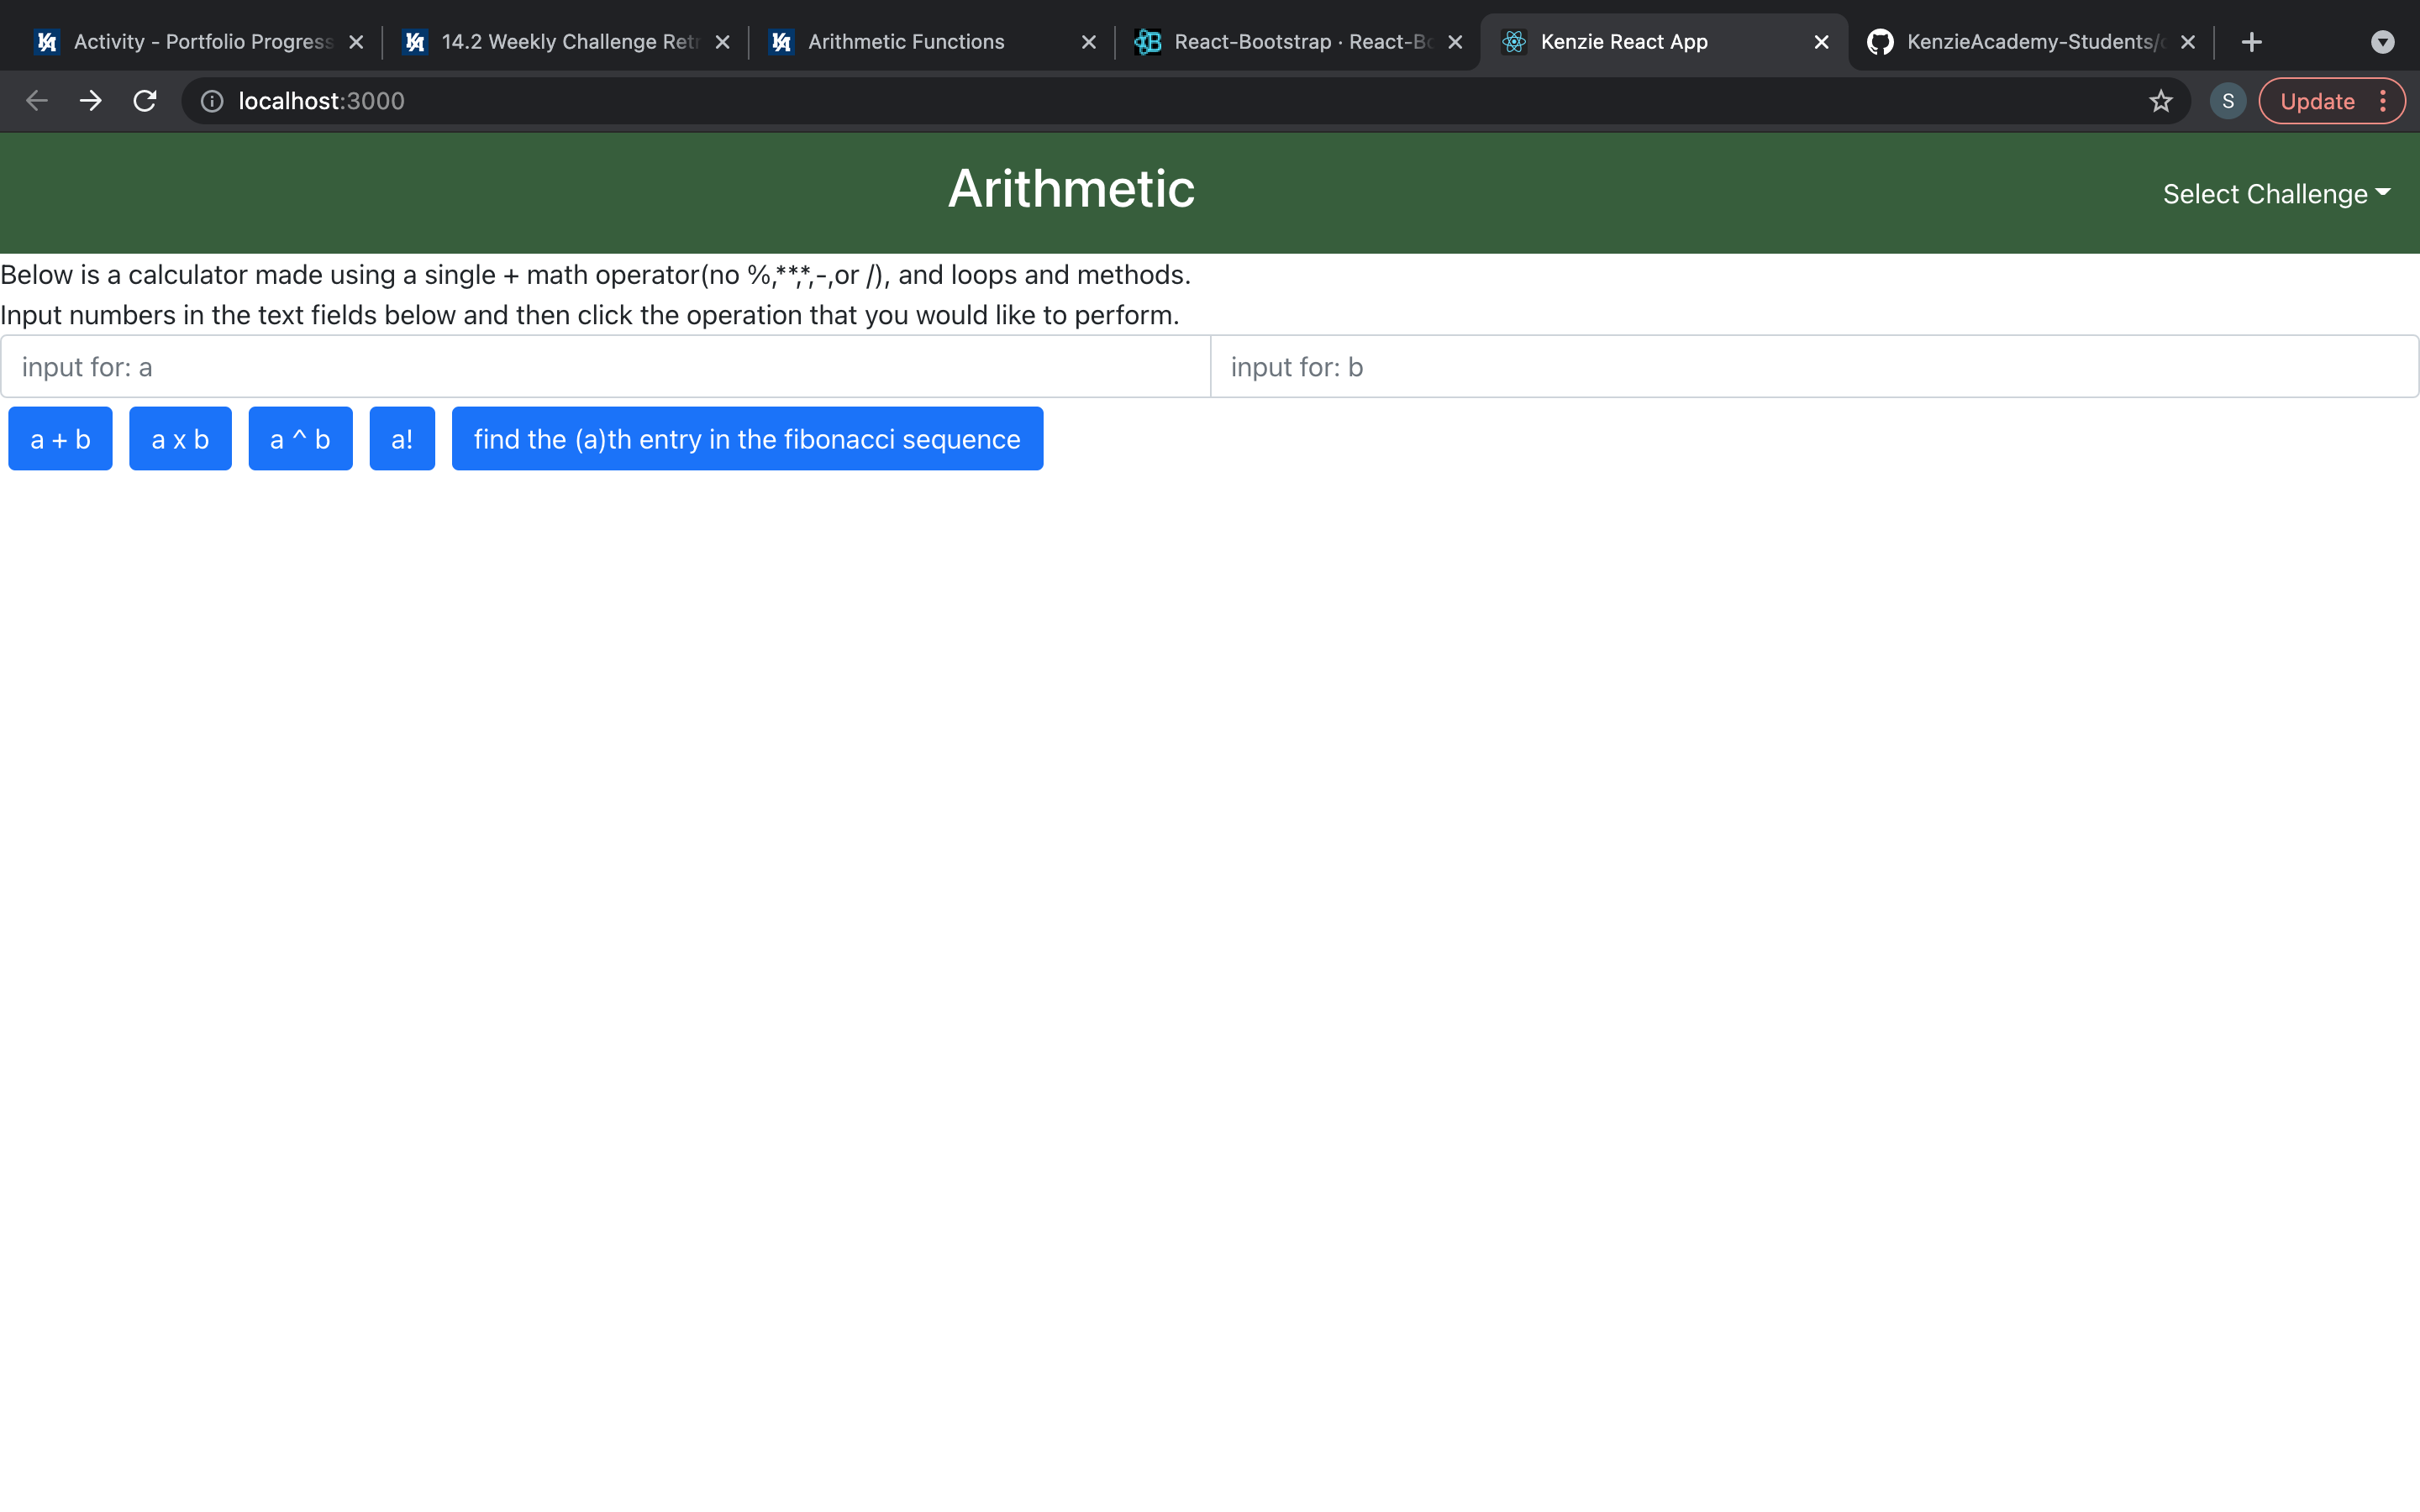 Activity - Portfolio Progress
14.2 Weekly Challenge Retr
Arithmetic Functions
React-Bootstrap · React-Bo
Kenzie React App
KenzieAcademy-Students/
localhost:3000
S
Update
Arithmetic
Select Challenge
Below is a calculator made using a single + math operator(no %,**,*,-,or /), and loops and methods.
Input numbers in the text fields below and then click the operation that you would like to perform.
input for: a
input for: b
a + b
a x b
a ^ b
a!
find the (a)th entry in the fibonacci sequence